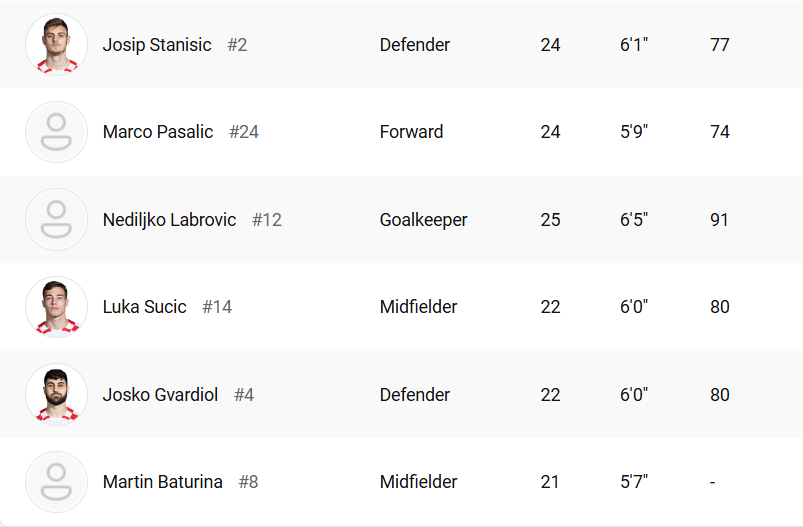 Josip Stanisic #2 Defender 24 6'1" 77
Marco Pasalic #24 Forward 24 5'9" 74
Nediljko Labrovic #12 Goalkeeper 25 6'5" 91
Luka Sucic #14 Midfielder 22 6'0" 80
Josko Gvardiol #4 Defender 22 6'0" 80
Martin Baturina #8 Midfielder 21 5'7" -